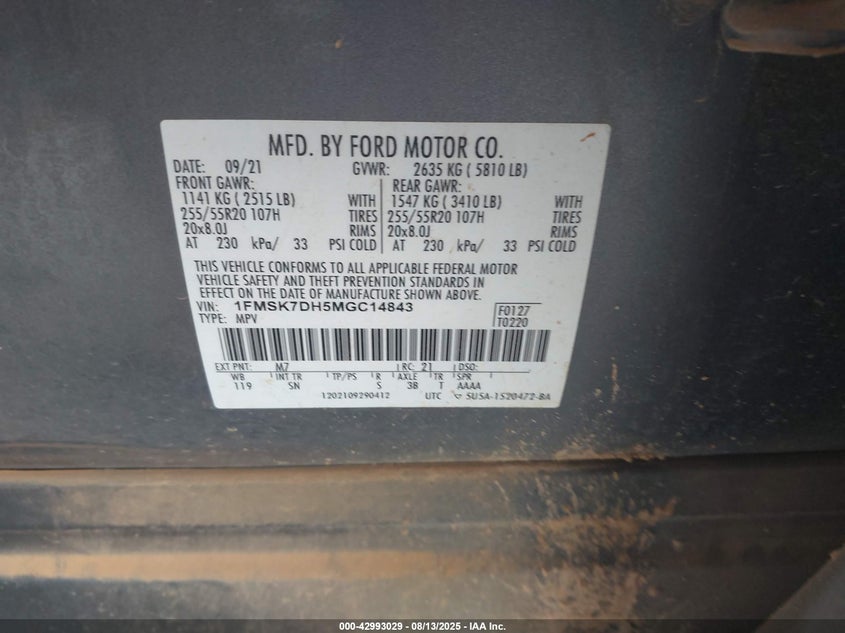 MFD. BY FORD MOTOR CO.
DATE: 09/21 GVWR: 2635 KG ( 5810 LB)
FRONT GAWR: REAR GAWR:
1141 KG ( 2515 LB) WITH 1547 KG ( 3410 LB) WITH
255/55R20 107H TIRES 255/55R20 107H TIRES
20x8.0J RIMS 20x8.0J RIMS
AT 230 kPa/ 33 PSI COLD AT 230 kPa/ 33 PSI COLD
THIS VEHICLE CONFORMS TO ALL APPLICABLE FEDERAL MOTOR
VEHICLE SAFETY AND THEFT PREVENTION STANDARDS IN
EFFECT ON THE DATE OF MANUFACTURE SHOWN ABOVE.
VIN: 1FMSK7DH5MGC14843 F0127
TYPE: MPV T0220
EXT PNT: M7 RC: 21 DSO:
WB INT TR TP/PS R AXLE TR SPR
119 SN S 3B T AAAA
1202109290412 UTC 5U5A-1520472-BA
000-42993029 - 08/13/2025 - IAA Inc.